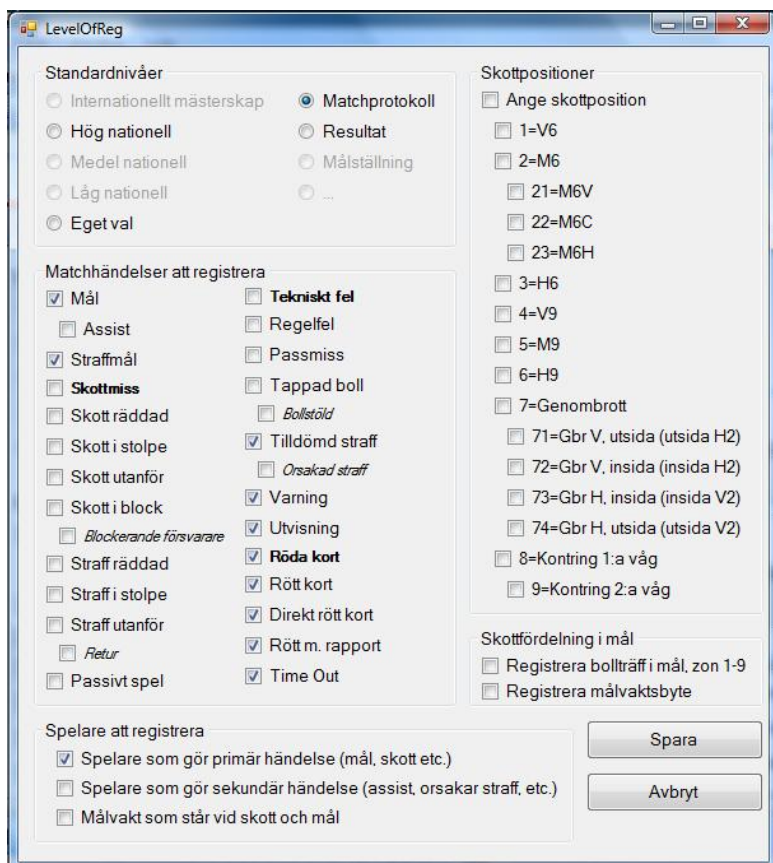 LevelOfReg
Standardnivåer
Internationellt mästerskap
Hög nationell
Medel nationell
Låg nationell
Eget val
Matchprotokoll
Resultat
Målställning
...
Matchhändelser att registrera
Mål
Assist
Straffmål
Skottmiss
Skott räddad
Skott i stolpe
Skott utanför
Skott i block
Blockerande försvarare
Straff räddad
Straff i stolpe
Straff utanför
Retur
Passivt spel
Tekniskt fel
Regelfel
Passmiss
Tappad boll
Bollstöld
Tilldömd straff
Orsakad straff
Varning
Utvisning
Röda kort
Rött kort
Direkt rött kort
Rött m. rapport
Time Out
Skottpositioner
Ange skottposition
1=V6
2=M6
21=M6V
22=M6C
23=M6H
3=H6
4=V9
5=M9
6=H9
7=Genombrott
71=Gbr V, utsida (utsida H2)
72=Gbr V, insida (insida H2)
73=Gbr H, insida (insida V2)
74=Gbr H, utsida (utsida V2)
8=Kontring 1:a våg
9=Kontring 2:a våg
Skottfördelning i mål
Registrera bollträff i mål, zon 1-9
Registrera målvaktsbyte
Spelare att registrera
Spelare som gör primär händelse (mål, skott etc.)
Spelare som gör sekundär händelse (assist, orsakar straff, etc.)
Målvakt som står vid skott och mål
Spara
Avbryt